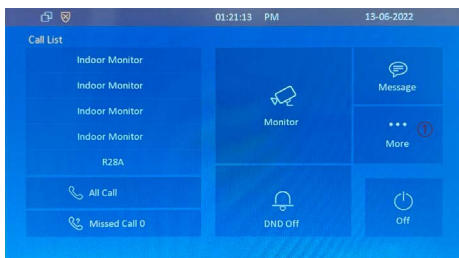 01:21:13 PM 13-06-2022
Call List
Indoor Monitor
Indoor Monitor
Indoor Monitor
Indoor Monitor
R28A
All Call
Missed Call 0
Monitor
DND Off
Message
More
1
Off